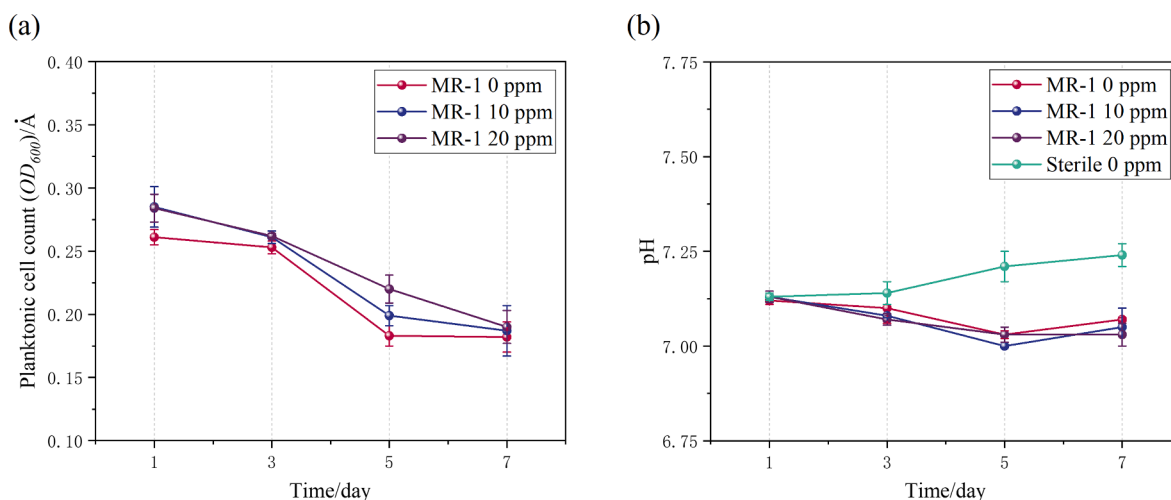 (a)
0.40
0.35
0.30
0.25
0.20
0.15
0.10
Planktonic cell count (OD600)/Å
MR-1 0 ppm
MR-1 10 ppm
MR-1 20 ppm
1 3 5 7
Time/day
(b)
7.75
7.50
7.25
7.00
6.75
pH
MR-1 0 ppm
MR-1 10 ppm
MR-1 20 ppm
Sterile 0 ppm
1 3 5 7
Time/day